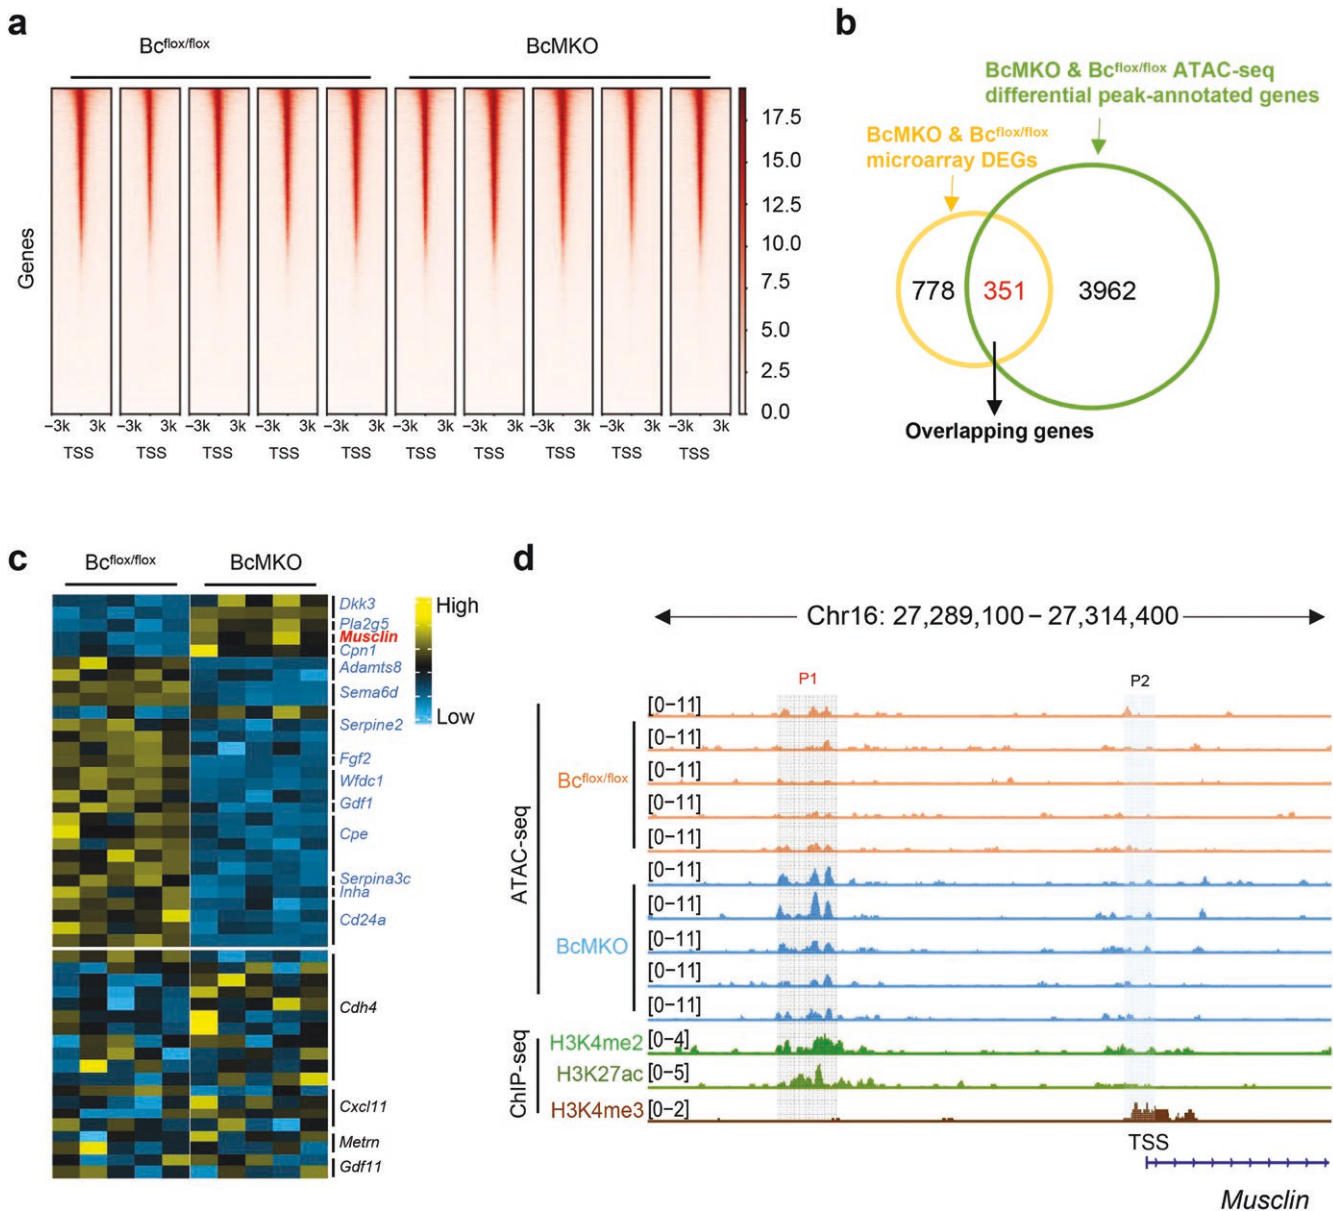 a
Bcflox/flox
BcMKO
Genes
17.5
15.0
12.5
10.0
7.5
5.0
2.5
0.0
−3k 3k −3k 3k −3k 3k −3k 3k −3k 3k −3k 3k −3k 3k −3k 3k −3k 3k −3k 3k
TSS TSS TSS TSS TSS TSS TSS TSS TSS TSS
b
BcMKO & Bcflox/flox ATAC-seq
differential peak-annotated genes
BcMKO & Bcflox/flox
microarray DEGs
778 351 3962
Overlapping genes
c
Bcflox/flox
BcMKO
Dkk3
Pla2g5
Musclin
Cpn1
Adamts8
Sema6d
Serpine2
Fgf2
Wfdc1
Gdf1
Cpe
Serpina3c
Inha
Cd24a
Cdh4
Cxcl11
Metrn
Gdf11
High
Low
d
Chr16: 27,289,100 – 27,314,400
P1
P2
ATAC-seq
Bcflox/flox
[0–11]
[0–11]
[0–11]
[0–11]
[0–11]
BcMKO
[0–11]
[0–11]
[0–11]
[0–11]
[0–11]
ChIP-seq
H3K4me2 [0–4]
H3K27ac [0–5]
H3K4me3 [0–2]
TSS
Musclin